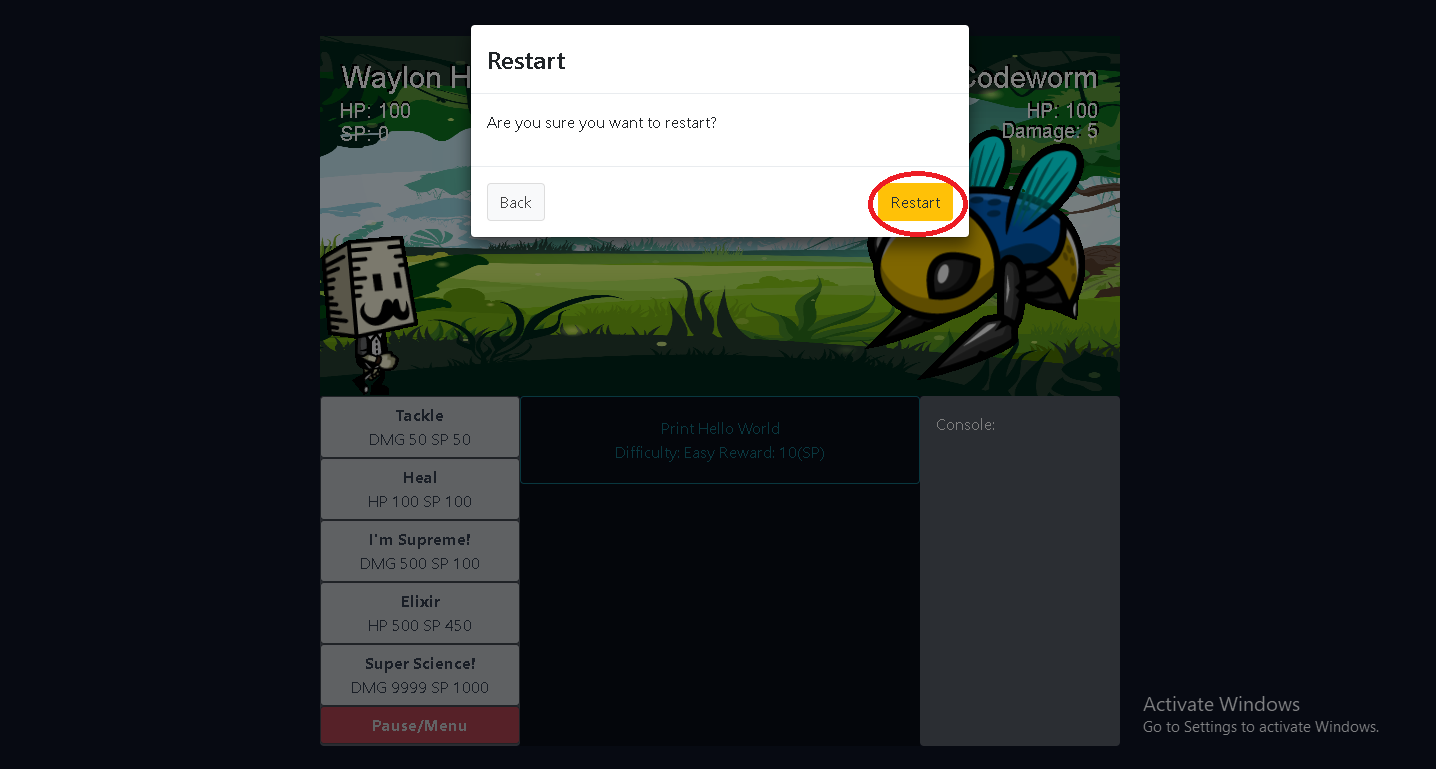 Restart
Are you sure you want to restart?
Back
Restart
Waylon H
HP: 100
SP: 0
Codeworm
HP: 100
Damage: 5
Tackle
DMG 50 SP 50
Heal
HP 100 SP 100
I'm Supreme!
DMG 500 SP 100
Elixir
HP 500 SP 450
Super Science!
DMG 9999 SP 1000
Pause/Menu
Print Hello World
Difficulty: Easy Reward: 10(SP)
Console:
Activate Windows
Go to Settings to activate Windows.